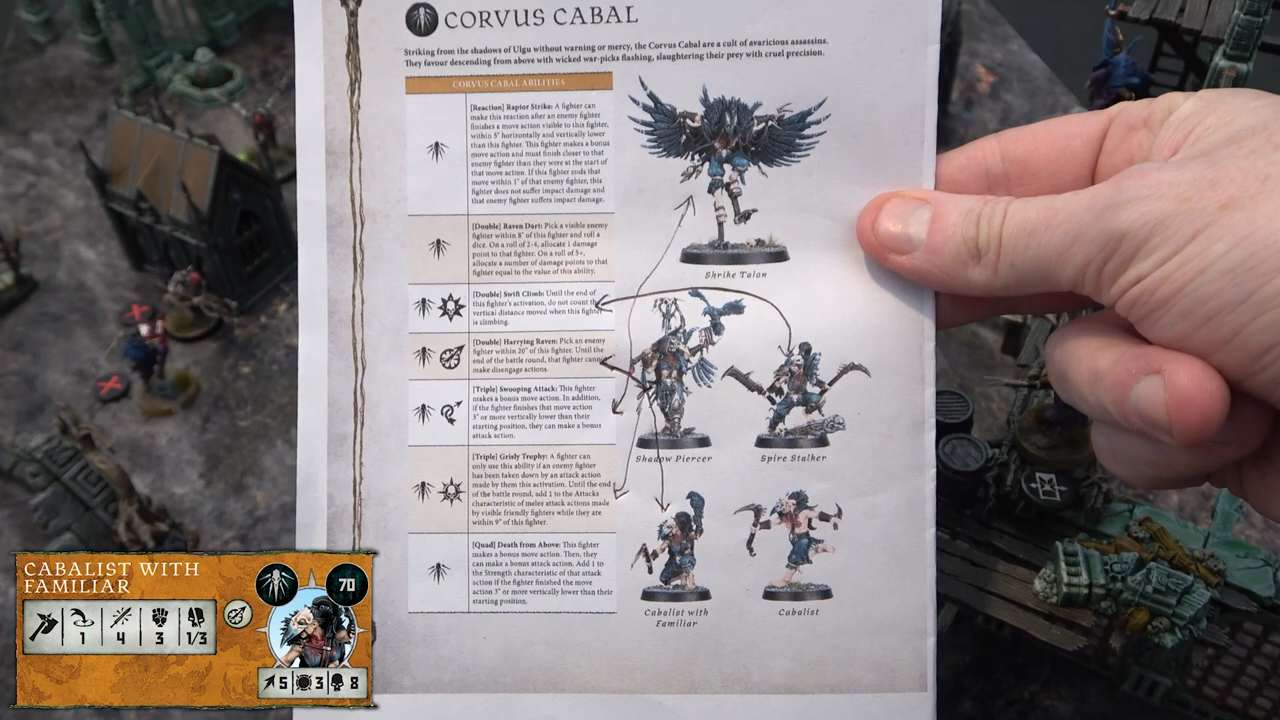 CORVUS CABAL
Striking from the shadows of Ulgu without warning or mercy, the Corvus Cabal are a cult of avaricious assassins.
They favour descending from above with wicked war-picks flashing, slaughtering their prey with cruel precision.
CORVUS CABAL ABILITIES
[Reaction] Raptor Strike: A fighter can
make this reaction after an enemy fighter
finishes a move action visible to this fighter,
within 5" horizontally and vertically lower
than this fighter. This fighter makes a bonus
move action and must finish closer to that
enemy fighter than they were at the start of
that move action. If this fighter ends that
move within 1" of that enemy fighter, this
fighter does not suffer impact damage and
that enemy fighter suffers impact damage.
[Double] Raven Dart: Pick a visible enemy
fighter within 8" of this fighter and roll a
dice. On a roll of 2-4, allocate 1 damage
point to that fighter. On a roll of 5+,
allocate a number of damage points to that
fighter equal to the value of this ability.
[Double] Swift Climb: Until the end of
this fighter's activation, do not count the
vertical distance moved when this fighter
is climbing.
[Double] Harrying Raven: Pick an enemy
fighter within 20" of this fighter. Until the
end of the battle round, that fighter cannot
make disengage actions.
[Triple] Swooping Attack: This fighter
makes a bonus move action. In addition,
if the fighter finishes that move action
3" or more vertically lower than their
starting position, they can make a bonus
attack action.
[Triple] Grisly Trophy: A fighter can
only use this ability if an enemy fighter
has been taken down by an attack action
made by them this activation. Until the end
of the battle round, add 1 to the Attacks
characteristic of melee attack actions made
by visible friendly fighters while they are
within 9" of this fighter.
[Quad] Death from Above: This fighter
makes a bonus move action. Then, they
can make a bonus attack action. Add 1
to the Strength characteristic of that attack
action if the fighter finished the move
action 3" or more vertically lower than their
starting position.
Shrike Talon
Shadow Piercer
Spire Stalker
Cabalist with
Familiar
Cabalist
CABALIST WITH
FAMILIAR
70
1 4 3 1/3
5 3 8